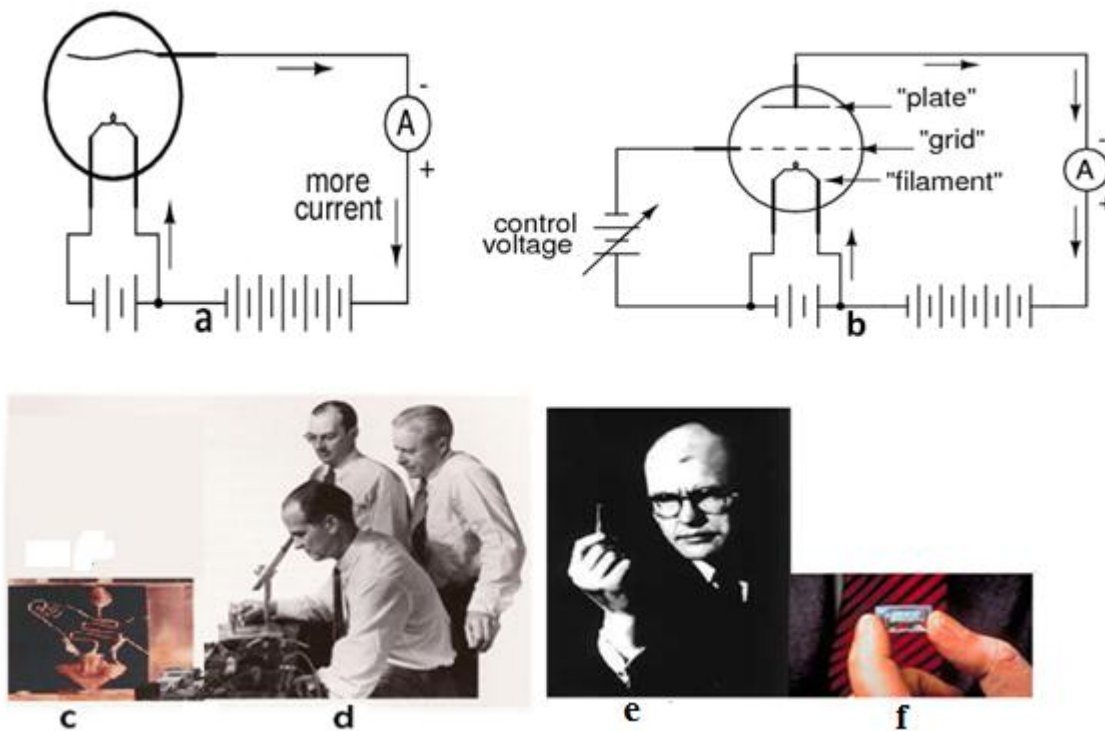 -
A
+
more
current
a
"plate"
"grid"
"filament"
-
A
+
control
voltage
b
c
d
e
f